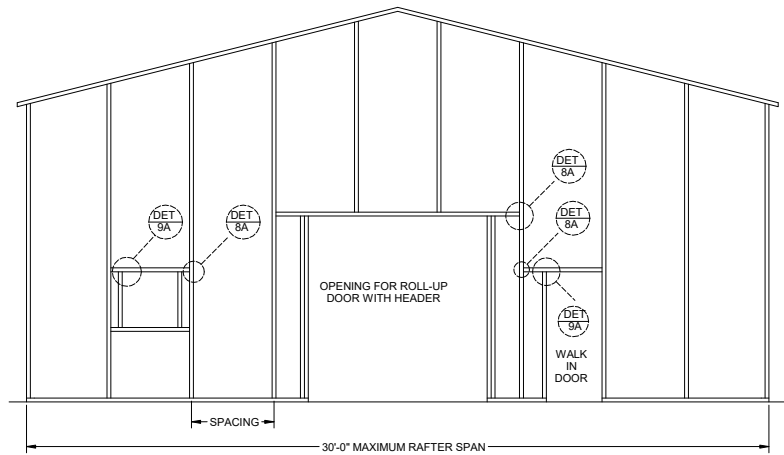 DET
8A
DET
9A
DET
8A
DET
8A
OPENING FOR ROLL-UP
DOOR WITH HEADER
DET
9A
WALK
IN
DOOR
SPACING
30'-0" MAXIMUM RAFTER SPAN